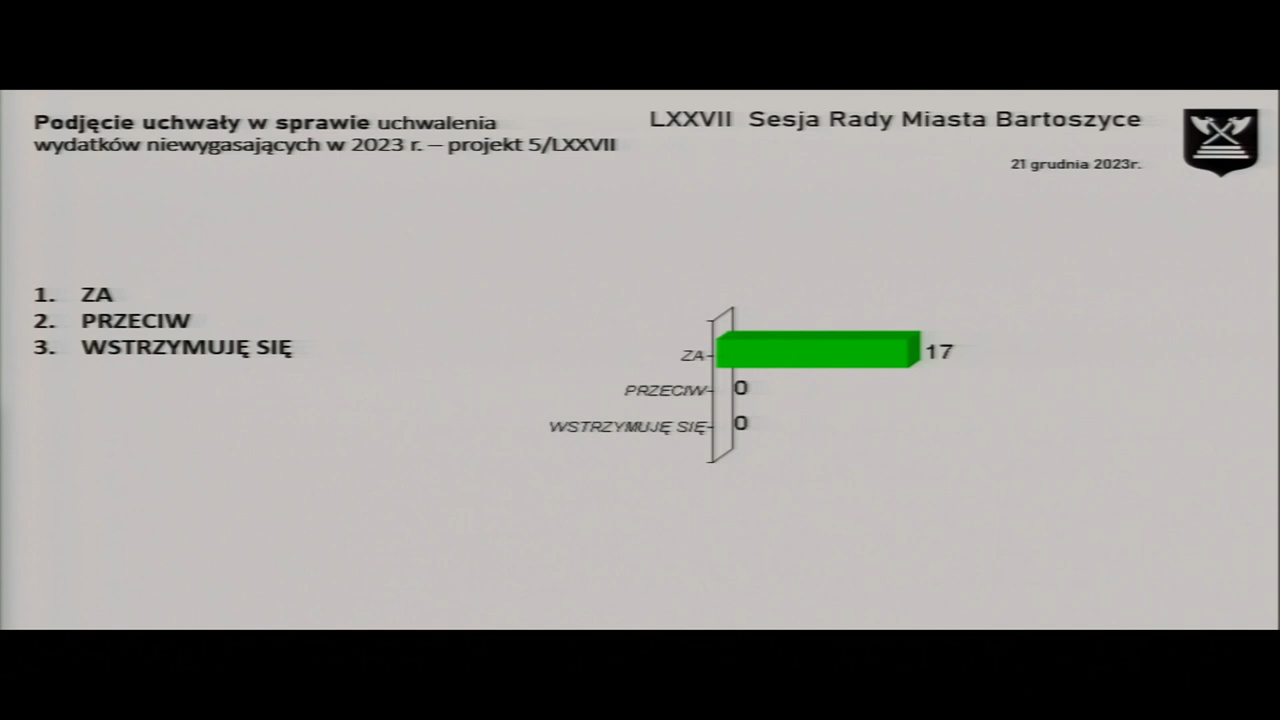 Podjęcie uchwały w sprawie uchwalenia
wydatków niewygasających w 2023 r. – projekt 5/LXXVII
LXXVII Sesja Rady Miasta Bartoszyce
21 grudnia 2023r.
1. ZA
2. PRZECIW
3. WSTRZYMUJĘ SIĘ
ZA 17
PRZECIW 0
WSTRZYMUJĘ SIĘ 0